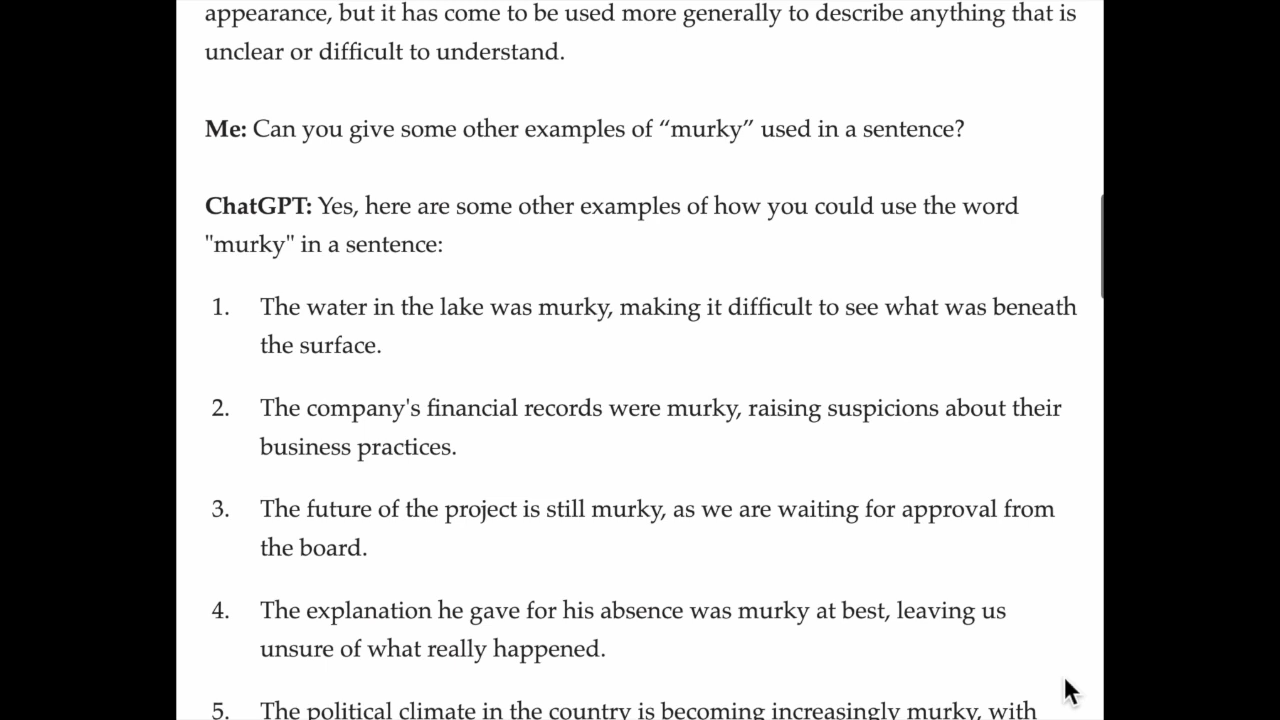 appearance, but it has come to be used more generally to describe anything that is
unclear or difficult to understand.
Me: Can you give some other examples of “murky” used in a sentence?
ChatGPT: Yes, here are some other examples of how you could use the word
"murky" in a sentence:
1. The water in the lake was murky, making it difficult to see what was beneath
the surface.
2. The company's financial records were murky, raising suspicions about their
business practices.
3. The future of the project is still murky, as we are waiting for approval from
the board.
4. The explanation he gave for his absence was murky at best, leaving us
unsure of what really happened.
5. The political climate in the country is becoming increasingly murky, with